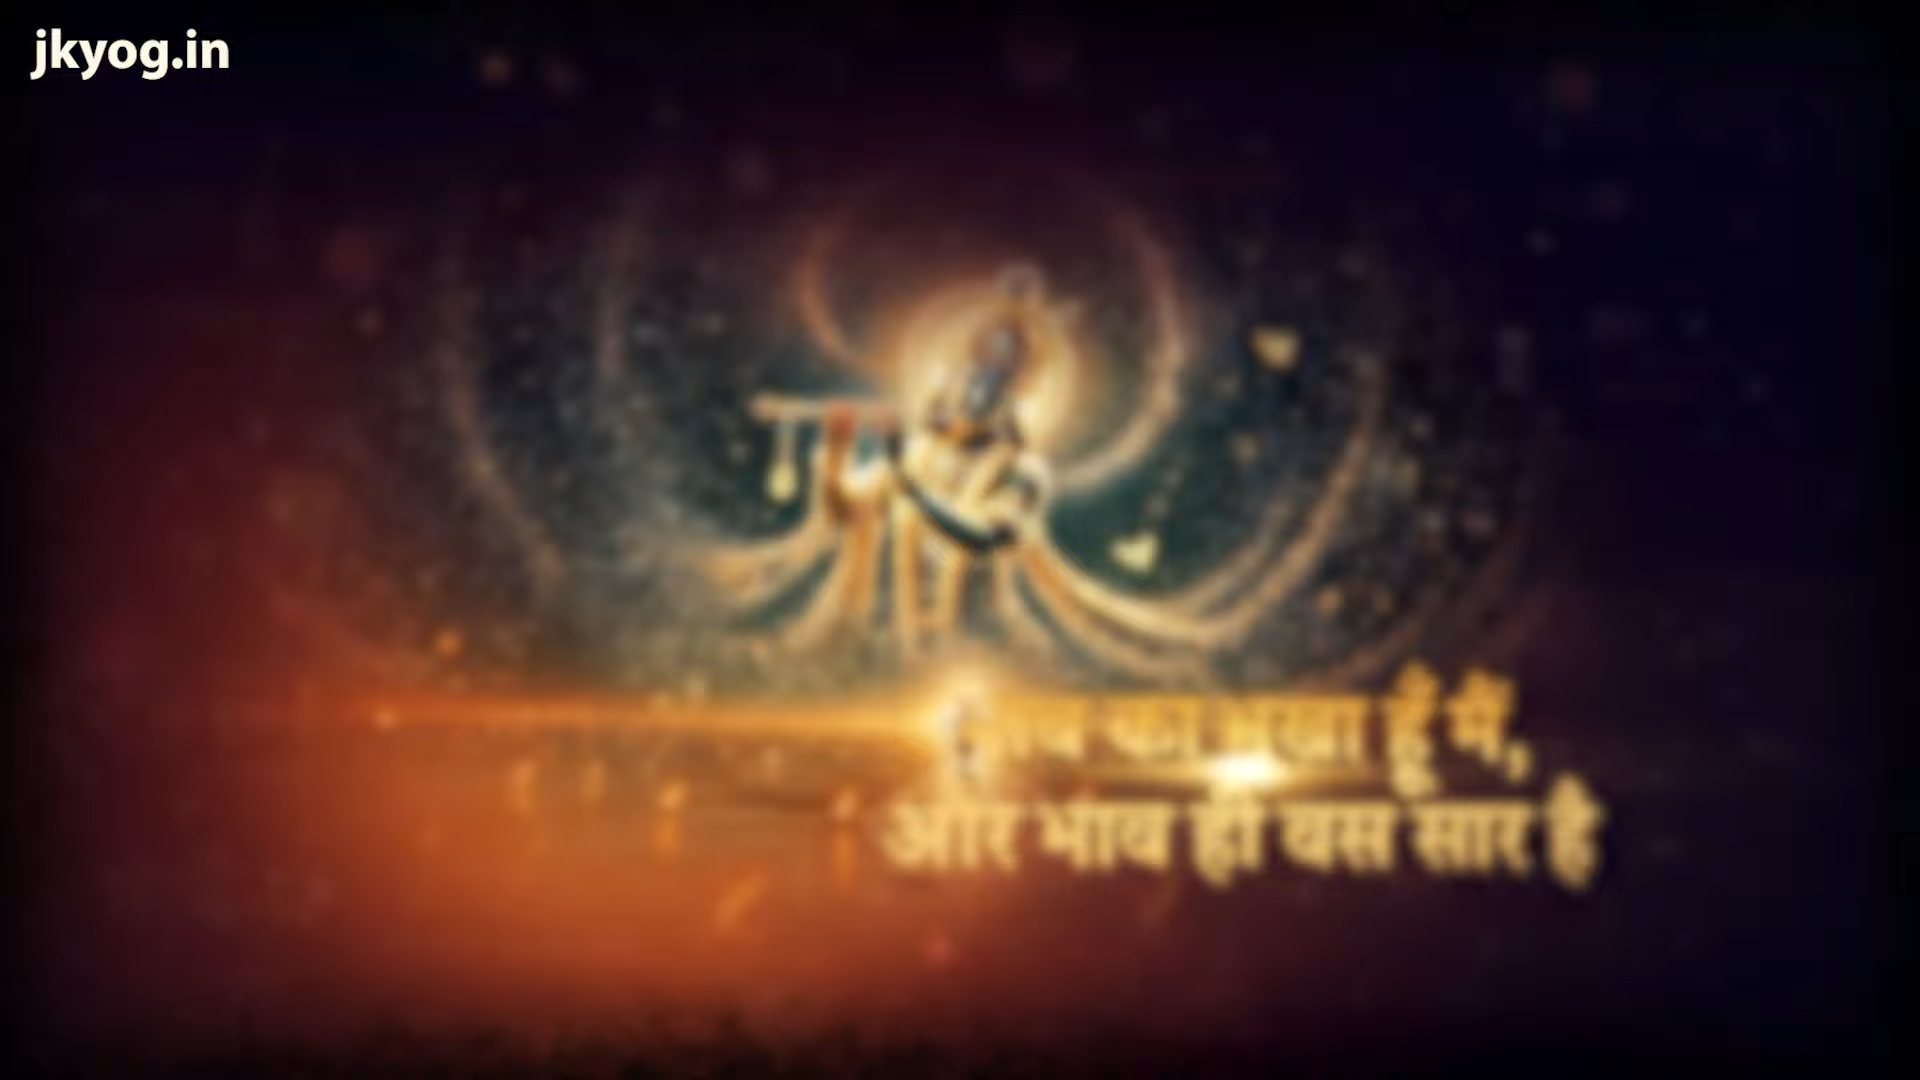 jkyog.in
भाव का भूखा हूँ मैं,
और भाव ही बस सार है